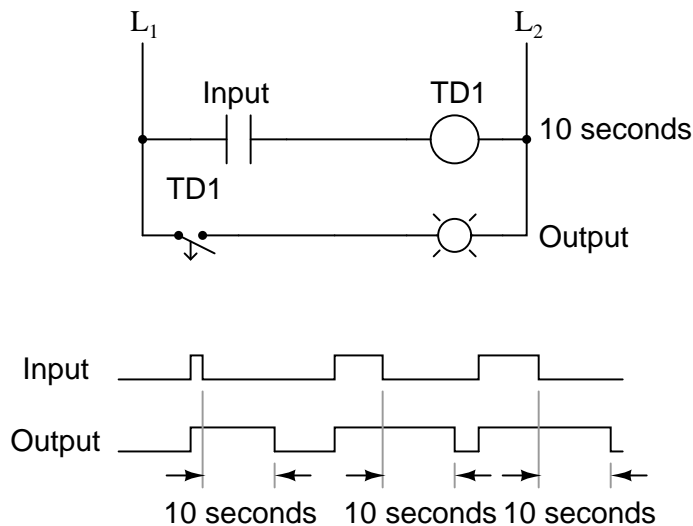 L1 L2
Input TD1
10 seconds
TD1
Output
Input
Output
10 seconds 10 seconds 10 seconds